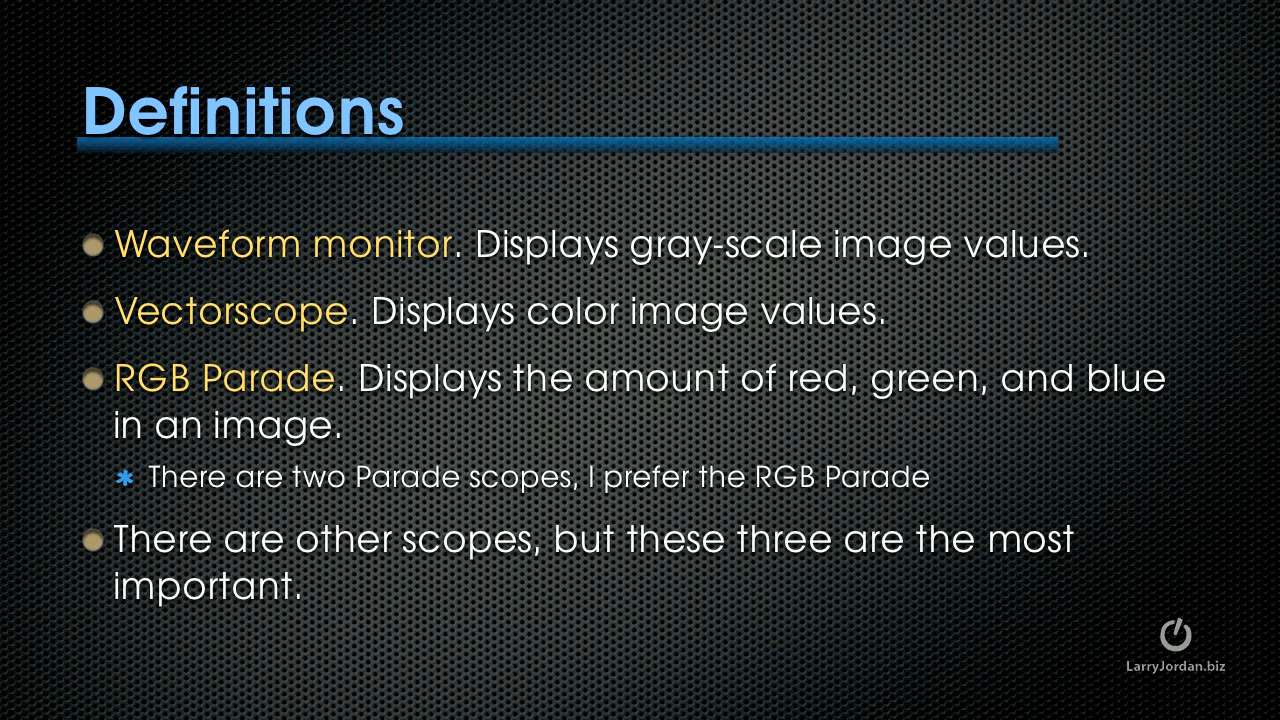 Definitions
Waveform monitor. Displays gray-scale image values.
Vectorscope. Displays color image values.
RGB Parade. Displays the amount of red, green, and blue
in an image.
There are two Parade scopes, I prefer the RGB Parade
There are other scopes, but these three are the most
important.
LarryJordan.biz